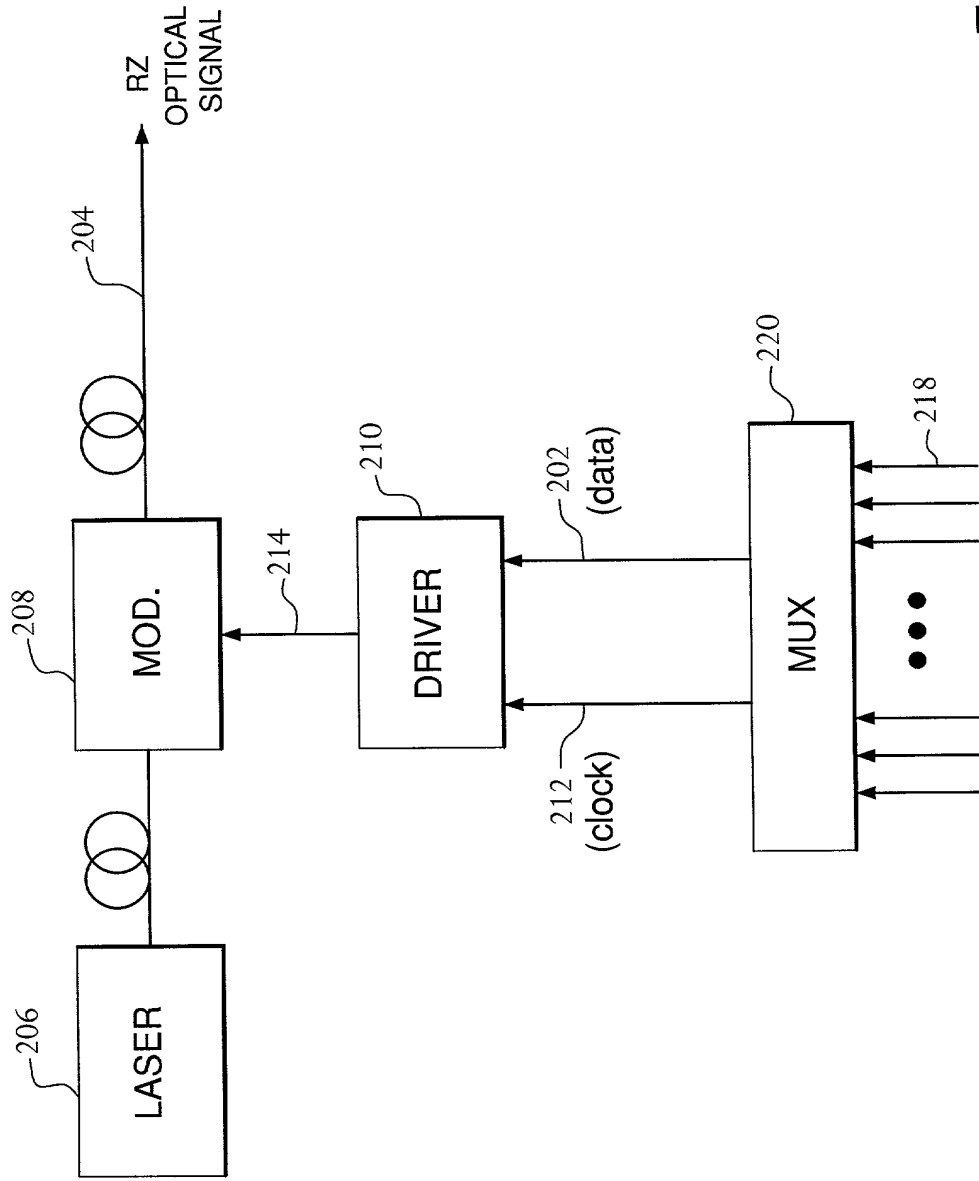 206
LASER
208
MOD.
204
RZ
OPTICAL
SIGNAL
214
210
DRIVER
212
(clock)
202
(data)
220
MUX
218